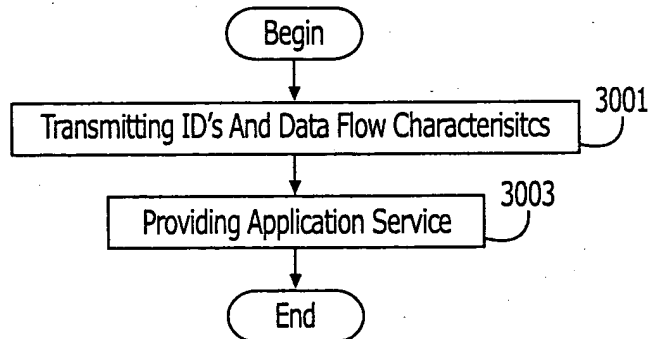 Begin
Transmitting ID's And Data Flow Characterisitcs
3001
Providing Application Service
3003
End